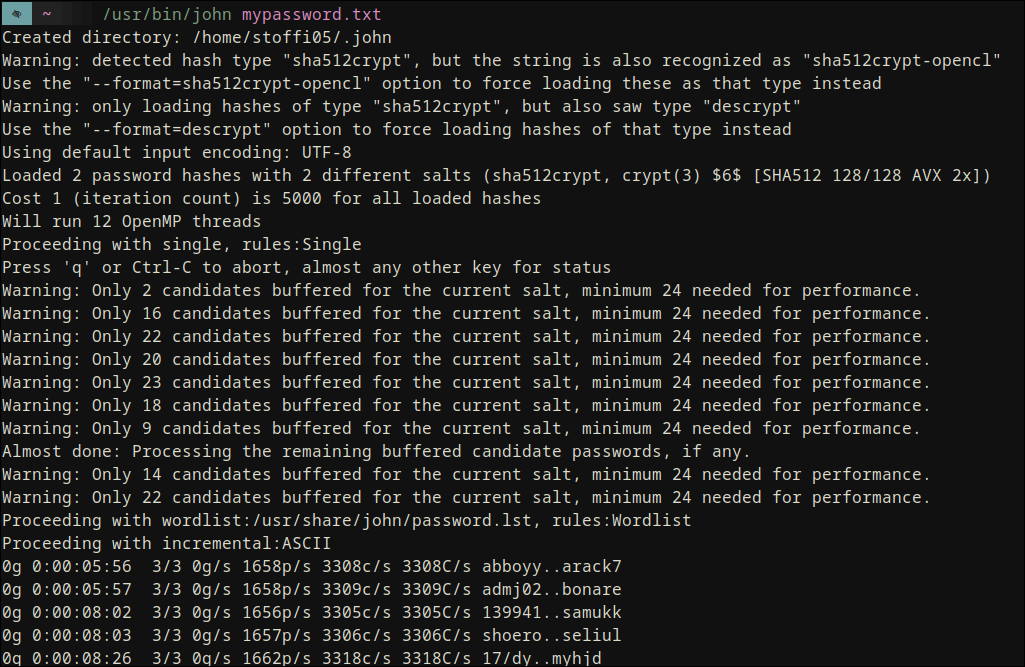 ~ /usr/bin/john mypassword.txt
Created directory: /home/stoffi05/.john
Warning: detected hash type "sha512crypt", but the string is also recognized as "sha512crypt-opencl"
Use the "--format=sha512crypt-opencl" option to force loading these as that type instead
Warning: only loading hashes of type "sha512crypt", but also saw type "descrypt"
Use the "--format=descrypt" option to force loading hashes of that type instead
Using default input encoding: UTF-8
Loaded 2 password hashes with 2 different salts (sha512crypt, crypt(3) $6$ [SHA512 128/128 AVX 2x])
Cost 1 (iteration count) is 5000 for all loaded hashes
Will run 12 OpenMP threads
Proceeding with single, rules:Single
Press 'q' or Ctrl-C to abort, almost any other key for status
Warning: Only 2 candidates buffered for the current salt, minimum 24 needed for performance.
Warning: Only 16 candidates buffered for the current salt, minimum 24 needed for performance.
Warning: Only 22 candidates buffered for the current salt, minimum 24 needed for performance.
Warning: Only 20 candidates buffered for the current salt, minimum 24 needed for performance.
Warning: Only 23 candidates buffered for the current salt, minimum 24 needed for performance.
Warning: Only 18 candidates buffered for the current salt, minimum 24 needed for performance.
Warning: Only 9 candidates buffered for the current salt, minimum 24 needed for performance.
Almost done: Processing the remaining buffered candidate passwords, if any.
Warning: Only 14 candidates buffered for the current salt, minimum 24 needed for performance.
Warning: Only 22 candidates buffered for the current salt, minimum 24 needed for performance.
Proceeding with wordlist:/usr/share/john/password.lst, rules:Wordlist
Proceeding with incremental:ASCII
0g 0:00:05:56  3/3 0g/s 1658p/s 3308c/s 3308C/s abboyy..arack7
0g 0:00:05:57  3/3 0g/s 1658p/s 3309c/s 3309C/s admj02..bonare
0g 0:00:08:02  3/3 0g/s 1656p/s 3305c/s 3305C/s 139941..samukk
0g 0:00:08:03  3/3 0g/s 1657p/s 3306c/s 3306C/s shoero..seliul
0g 0:00:08:26  3/3 0g/s 1662p/s 3318c/s 3318C/s 17/dy..myhjd